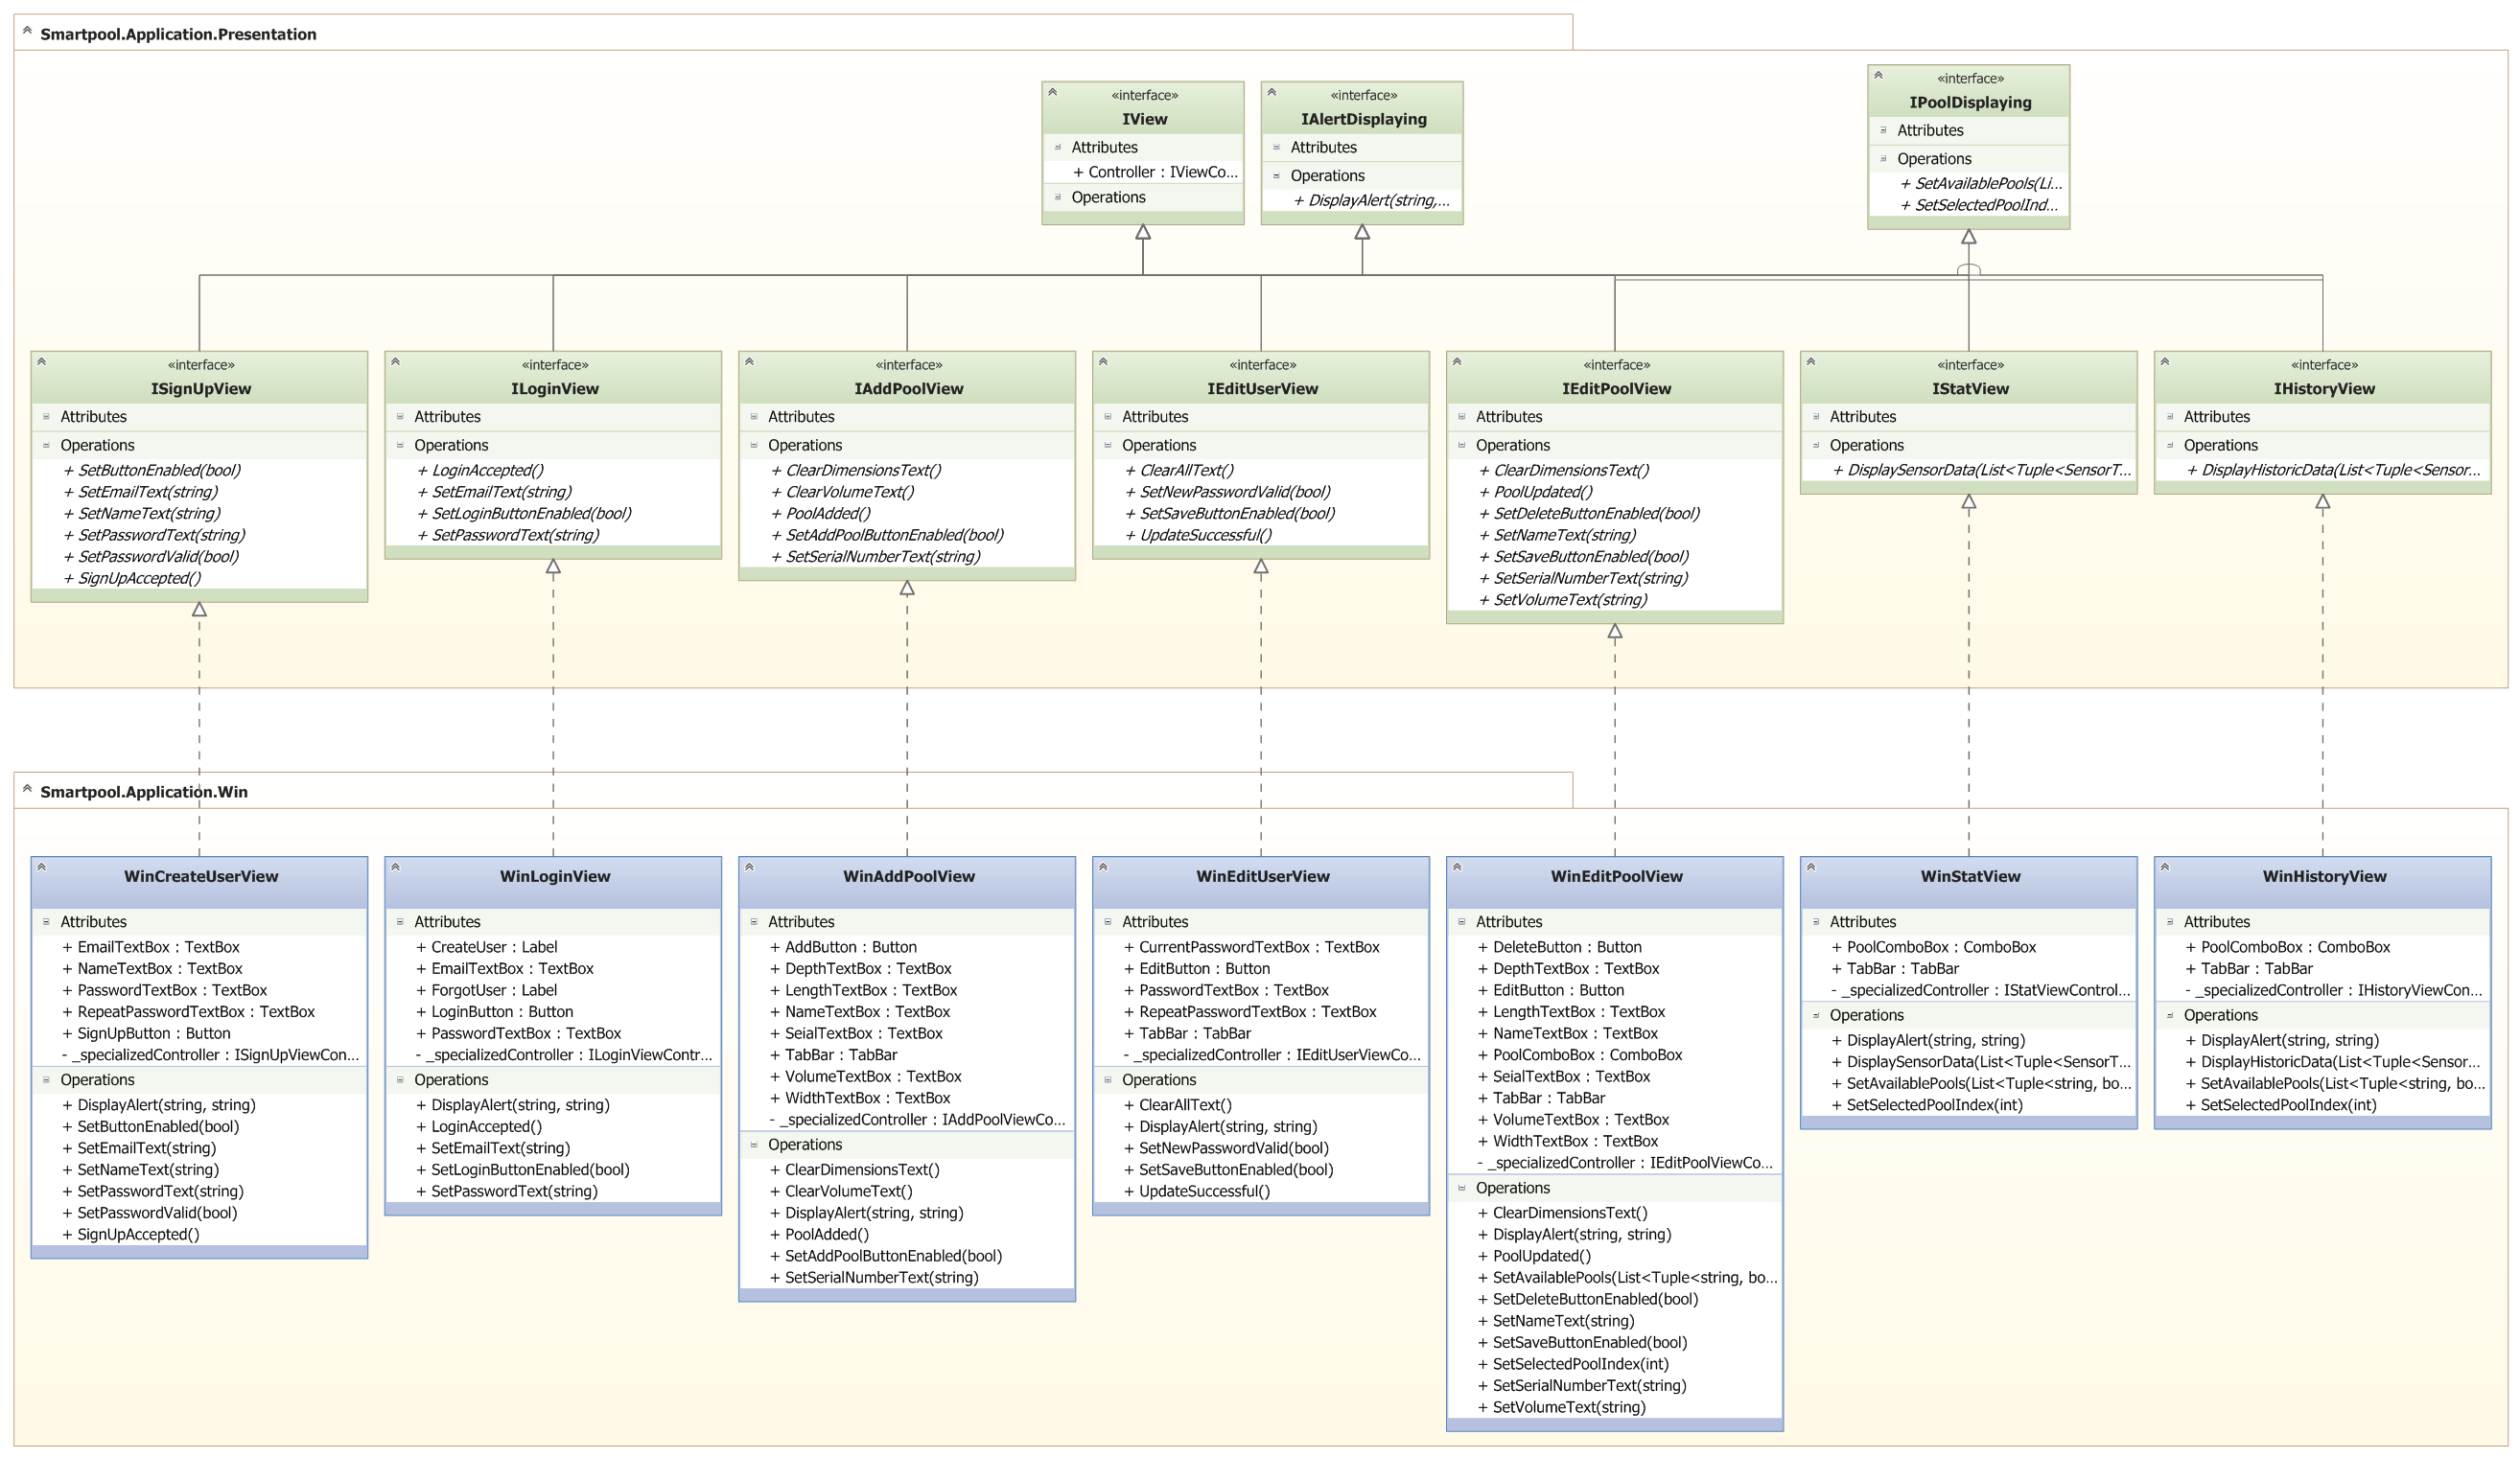 Smartpool.Application.Presentation
«interface»
IView
Attributes
+ Controller : IViewCo...
Operations
«interface»
IAlertDisplaying
Attributes
Operations
+ DisplayAlert(string,...
«interface»
IPoolDisplaying
Attributes
Operations
+ SetAvailablePools(Li...
+ SetSelectedPoolInd...
«interface»
ISignUpView
Attributes
Operations
+ SetButtonEnabled(bool)
+ SetEmailText(string)
+ SetNameText(string)
+ SetPasswordText(string)
+ SetPasswordValid(bool)
+ SignUpAccepted()
«interface»
ILoginView
Attributes
Operations
+ LoginAccepted()
+ SetEmailText(string)
+ SetLoginButtonEnabled(bool)
+ SetPasswordText(string)
«interface»
IAddPoolView
Attributes
Operations
+ ClearDimensionsText()
+ ClearVolumeText()
+ PoolAdded()
+ SetAddPoolButtonEnabled(bool)
+ SetSerialNumberText(string)
«interface»
IEditUserView
Attributes
Operations
+ ClearAllText()
+ SetNewPasswordValid(bool)
+ SetSaveButtonEnabled(bool)
+ UpdateSuccessful()
«interface»
IEditPoolView
Attributes
Operations
+ ClearDimensionsText()
+ PoolUpdated()
+ SetDeleteButtonEnabled(bool)
+ SetNameText(string)
+ SetSaveButtonEnabled(bool)
+ SetSerialNumberText(string)
+ SetVolumeText(string)
«interface»
IStatView
Attributes
Operations
+ DisplaySensorData(List<Tuple<SensorT...
«interface»
IHistoryView
Attributes
Operations
+ DisplayHistoricData(List<Tuple<Sensor...
Smartpool.Application.Win
WinCreateUserView
Attributes
+ EmailTextBox : TextBox
+ NameTextBox : TextBox
+ PasswordTextBox : TextBox
+ RepeatPasswordTextBox : TextBox
+ SignUpButton : Button
- _specializedController : ISignUpViewCon...
Operations
+ DisplayAlert(string, string)
+ SetButtonEnabled(bool)
+ SetEmailText(string)
+ SetNameText(string)
+ SetPasswordText(string)
+ SetPasswordValid(bool)
+ SignUpAccepted()
WinLoginView
Attributes
+ CreateUser : Label
+ EmailTextBox : TextBox
+ ForgotUser : Label
+ LoginButton : Button
+ PasswordTextBox : TextBox
- _specializedController : ILoginViewContr...
Operations
+ DisplayAlert(string, string)
+ LoginAccepted()
+ SetEmailText(string)
+ SetLoginButtonEnabled(bool)
+ SetPasswordText(string)
WinAddPoolView
Attributes
+ AddButton : Button
+ DepthTextBox : TextBox
+ LengthTextBox : TextBox
+ NameTextBox : TextBox
+ SeialTextBox : TextBox
+ TabBar : TabBar
+ VolumeTextBox : TextBox
+ WidthTextBox : TextBox
- _specializedController : IAddPoolViewCo...
Operations
+ ClearDimensionsText()
+ ClearVolumeText()
+ DisplayAlert(string, string)
+ PoolAdded()
+ SetAddPoolButtonEnabled(bool)
+ SetSerialNumberText(string)
WinEditUserView
Attributes
+ CurrentPasswordTextBox : TextBox
+ EditButton : Button
+ PasswordTextBox : TextBox
+ RepeatPasswordTextBox : TextBox
+ TabBar : TabBar
- _specializedController : IEditUserViewCo...
Operations
+ ClearAllText()
+ DisplayAlert(string, string)
+ SetNewPasswordValid(bool)
+ SetSaveButtonEnabled(bool)
+ UpdateSuccessful()
WinEditPoolView
Attributes
+ DeleteButton : Button
+ DepthTextBox : TextBox
+ EditButton : Button
+ LengthTextBox : TextBox
+ NameTextBox : TextBox
+ PoolComboBox : ComboBox
+ SeialTextBox : TextBox
+ TabBar : TabBar
+ VolumeTextBox : TextBox
+ WidthTextBox : TextBox
- _specializedController : IEditPoolViewCo...
Operations
+ ClearDimensionsText()
+ DisplayAlert(string, string)
+ PoolUpdated()
+ SetAvailablePools(List<Tuple<string, bo...
+ SetDeleteButtonEnabled(bool)
+ SetNameText(string)
+ SetSaveButtonEnabled(bool)
+ SetSelectedPoolIndex(int)
+ SetSerialNumberText(string)
+ SetVolumeText(string)
WinStatView
Attributes
+ PoolComboBox : ComboBox
+ TabBar : TabBar
- _specializedController : IStatViewControl...
Operations
+ DisplayAlert(string, string)
+ DisplaySensorData(List<Tuple<SensorT...
+ SetAvailablePools(List<Tuple<string, bo...
+ SetSelectedPoolIndex(int)
WinHistoryView
Attributes
+ PoolComboBox : ComboBox
+ TabBar : TabBar
- _specializedController : IHistoryViewCon...
Operations
+ DisplayAlert(string, string)
+ DisplayHistoricData(List<Tuple<Sensor...
+ SetAvailablePools(List<Tuple<string, bo...
+ SetSelectedPoolIndex(int)